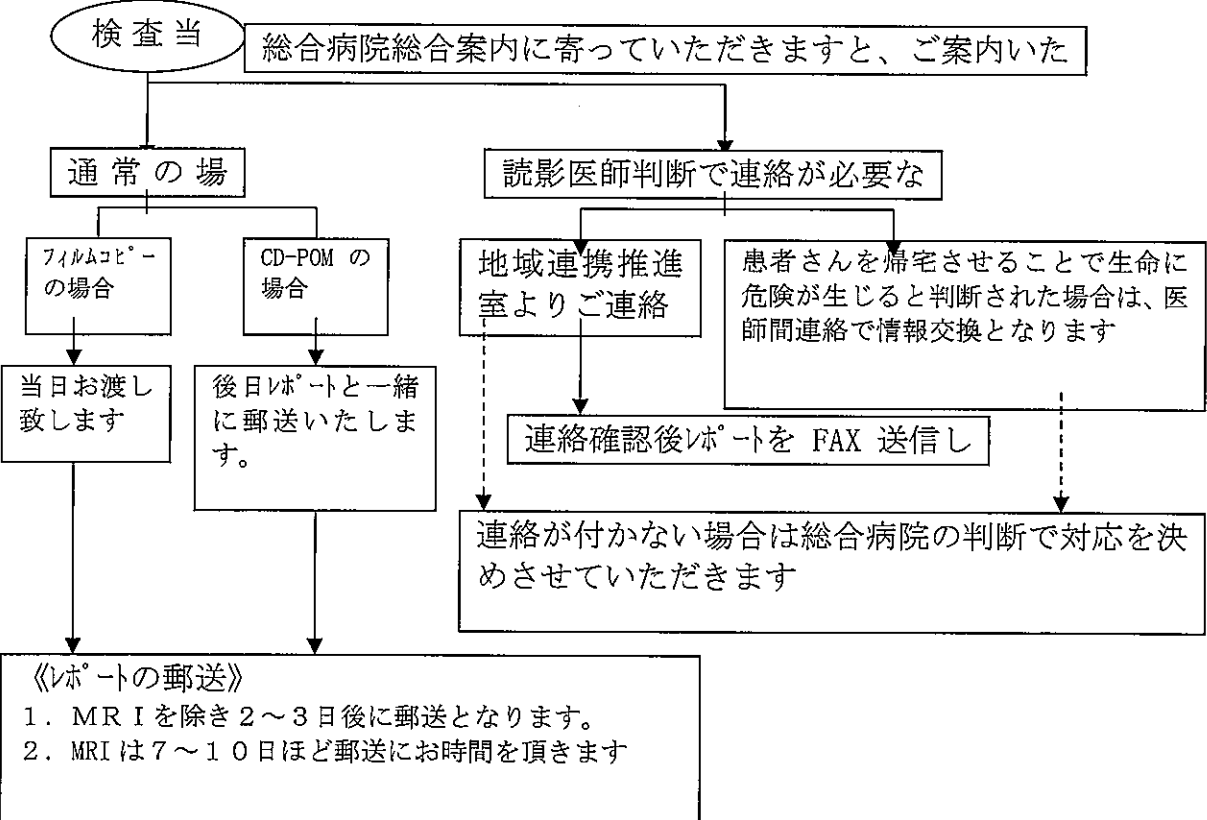 検査当
総合病院総合案内に寄っていただきますと、ご案内いた
通常の場
読影医師判断で連絡が必要な
フィルムコピー
の場合
CD-POM の
場合
地域連携推進
室よりご連絡
患者さんを帰宅させることで生命に
危険が生じると判断された場合は、医
師間連絡で情報交換となります
当日お渡し
致します
後日レポートと一緒
に郵送いたしま
す。
連絡確認後レポートを FAX 送信し
連絡が付かない場合は総合病院の判断で対応を決
めさせていただきます
《レポートの郵送》
1．ＭＲＩを除き２～３日後に郵送となります。
2．MRIは７～１０日ほど郵送にお時間を頂きます